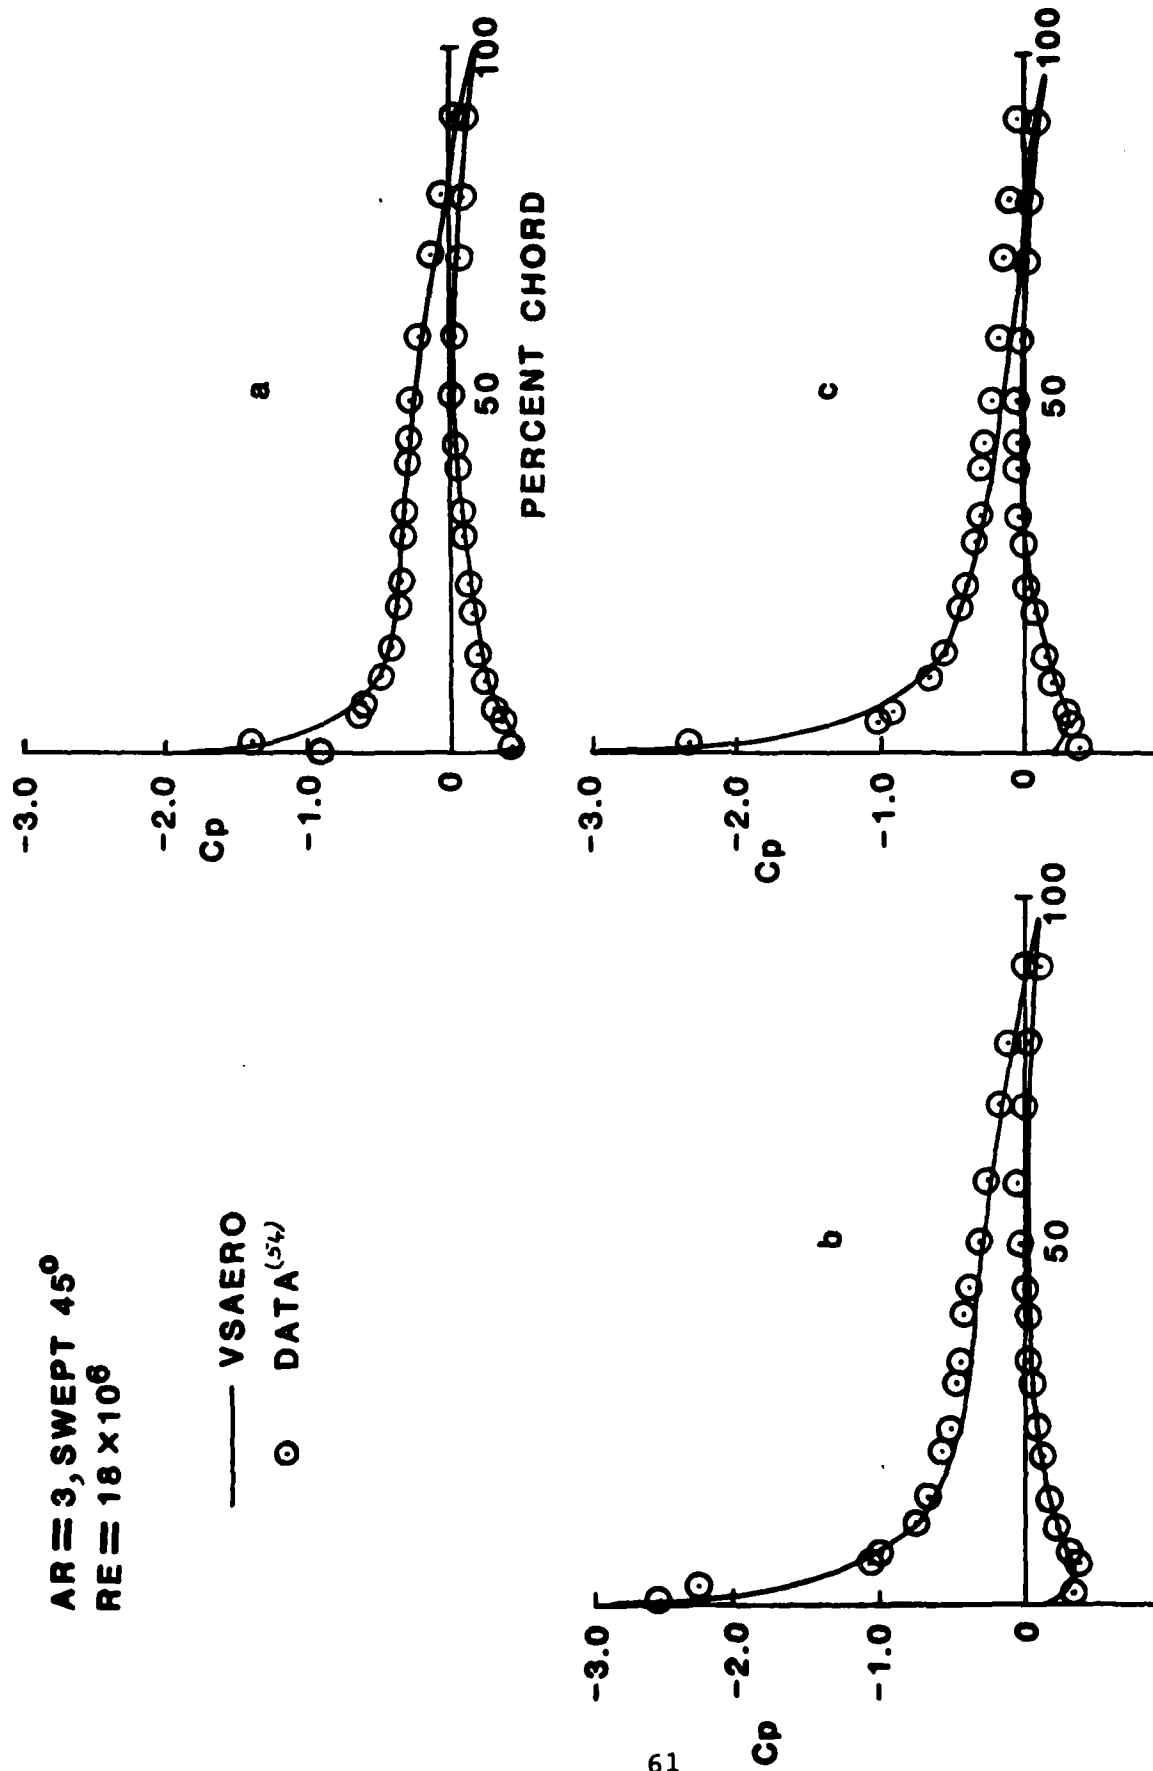 AR=3, SWEPT 45°
RE=18×10⁶
VSAERO
DATA(54)
-3.0
-2.0
Cp
-1.0
0
a
50
100
PERCENT CHORD
-3.0
-2.0
Cp
-1.0
0
b
50
100
-3.0
-2.0
Cp
-1.0
0
c
50
100
61